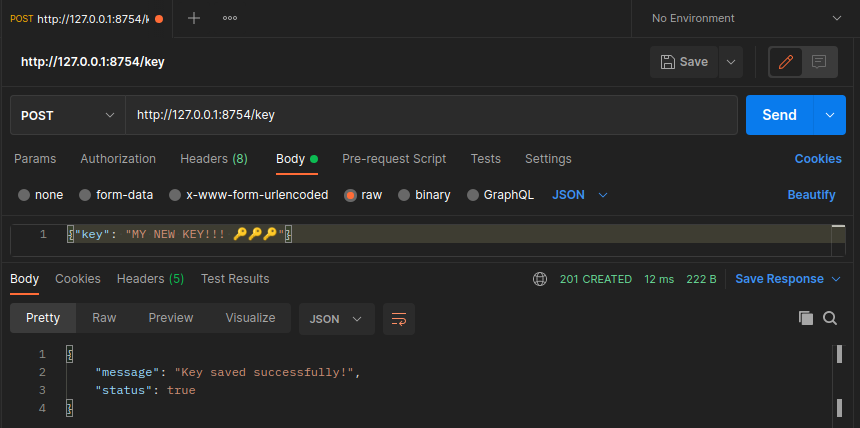 POST http://127.0.0.1:8754/k
No Environment
http://127.0.0.1:8754/key
Save
POST http://127.0.0.1:8754/key Send
Params Authorization Headers (8) Body Pre-request Script Tests Settings Cookies
none form-data x-www-form-urlencoded raw binary GraphQL JSON Beautify
1 {"key": "MY NEW KEY!!! 🔑🔑🔑"}
Body Cookies Headers (5) Test Results 201 CREATED 12 ms 222 B Save Response
Pretty Raw Preview Visualize JSON
1 {
2 "message": "Key saved successfully!",
3 "status": true
4 }